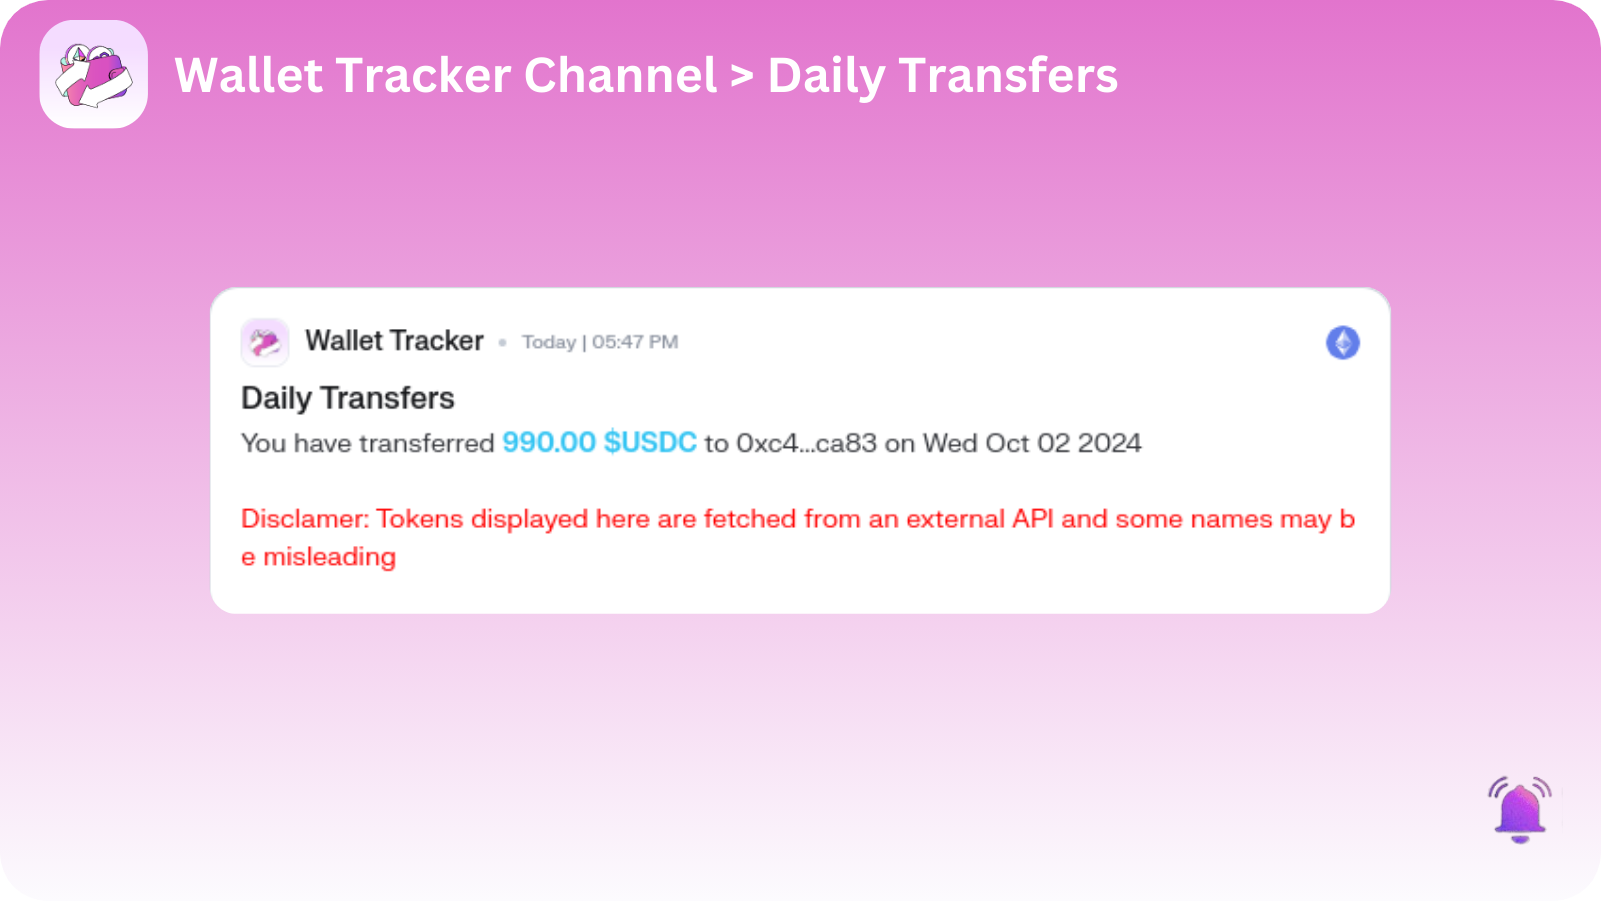 Wallet Tracker Channel > Daily Transfers
Wallet Tracker • Today | 05:47 PM
Daily Transfers
You have transferred 990.00 $USDC to 0xc4...ca83 on Wed Oct 02 2024
Disclamer: Tokens displayed here are fetched from an external API and some names may b
e misleading